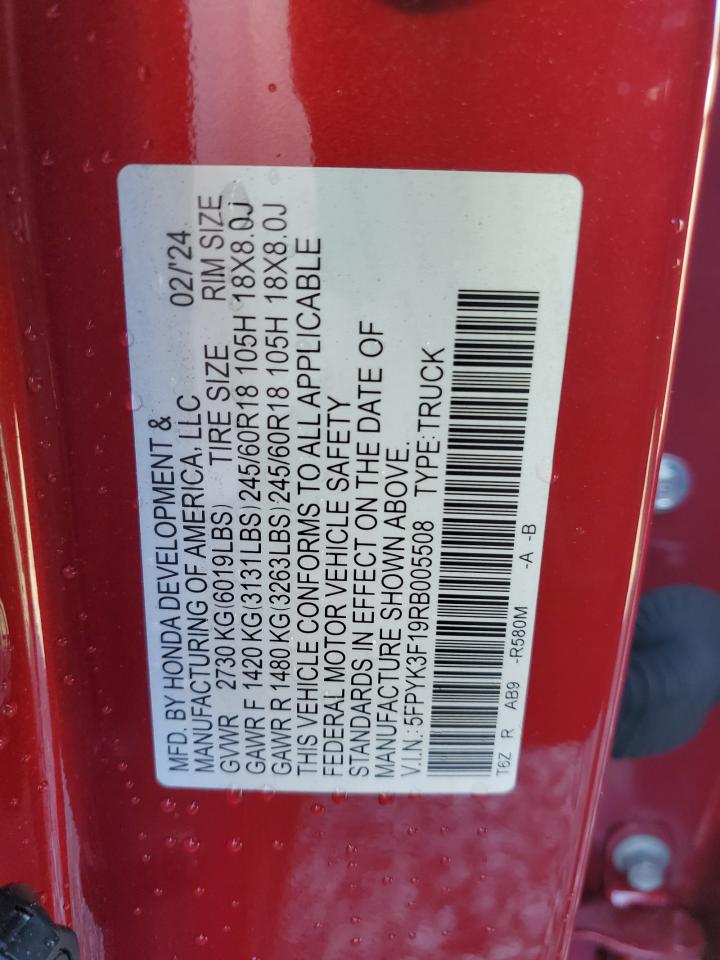 MFD. BY HONDA DEVELOPMENT & 02/'24
MANUFACTURING OF AMERICA, LLC
GVWR 2730 KG(6019LBS) TIRE SIZE RIM SIZE
GAWR F 1420 KG(3131LBS)245/60R18 105H 18X8.0J
GAWR R 1480 KG(3263LBS)245/60R18 105H 18X8.0J
THIS VEHICLE CONFORMS TO ALL APPLICABLE
FEDERAL MOTOR VEHICLE SAFETY
STANDARDS IN EFFECT ON THE DATE OF
MANUFACTURE SHOWN ABOVE.
V.I.N.:5FPYK3F19RB005508 TYPE:TRUCK
T6Z R AB9 -R580M -A -B